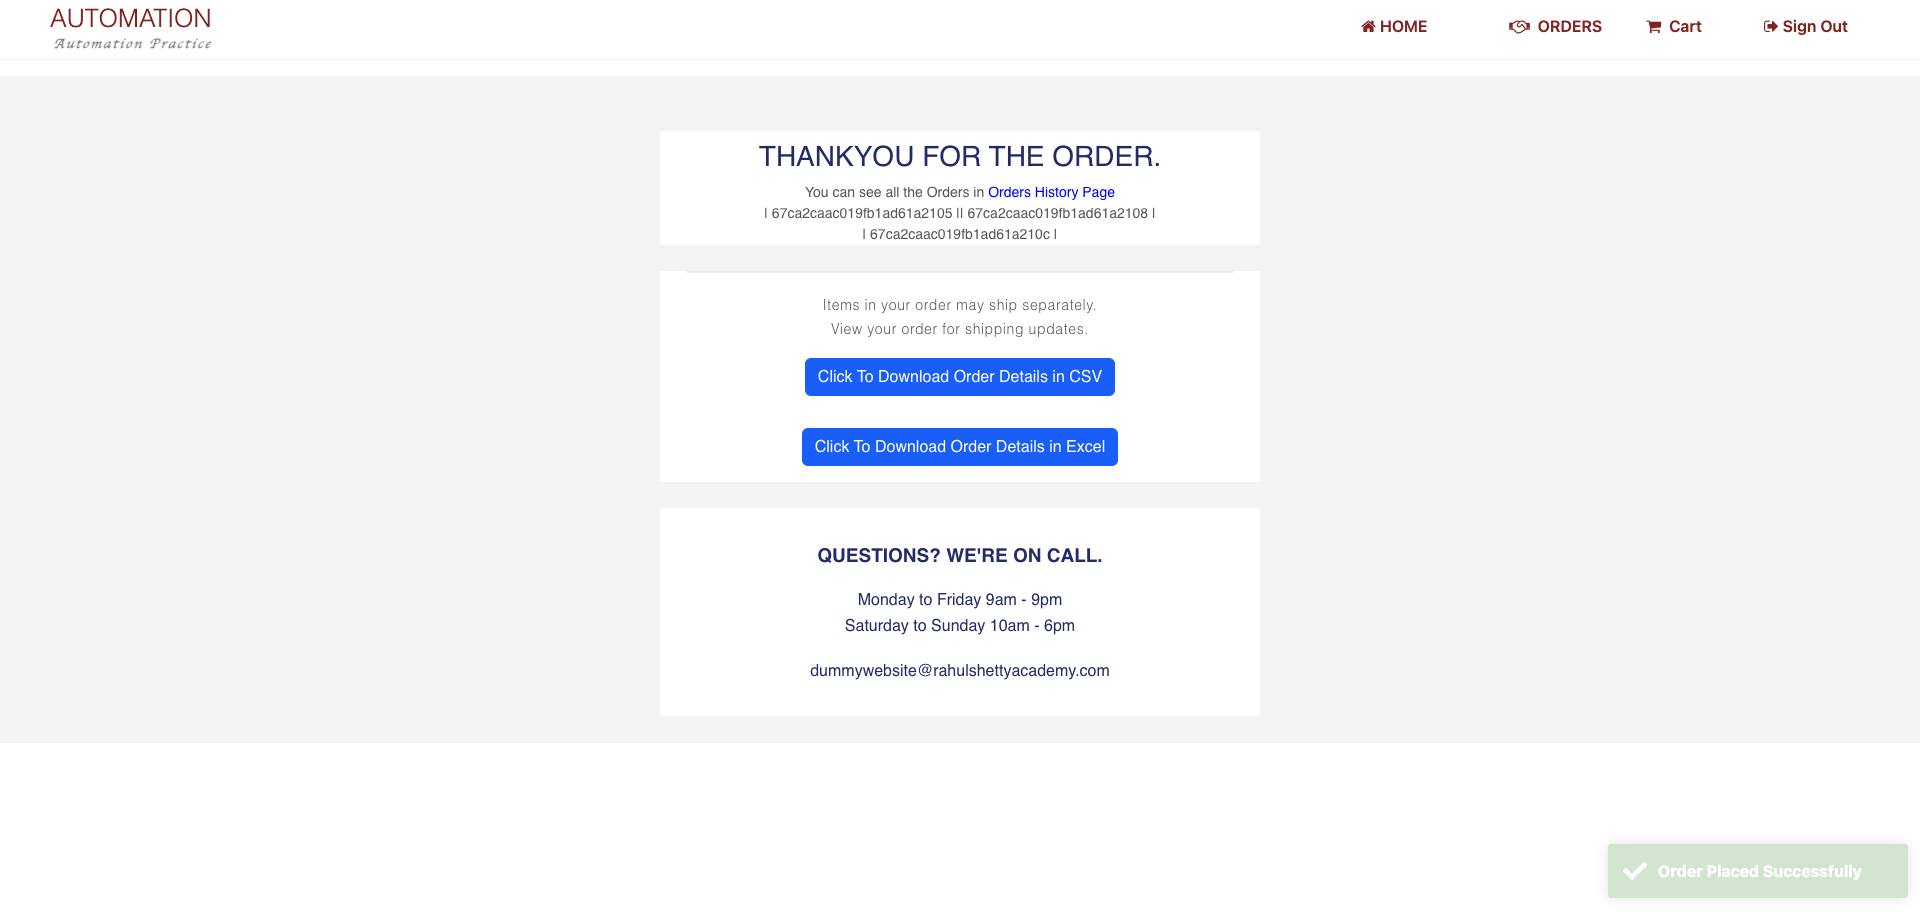 AUTOMATION
Automation Practice
HOME
ORDERS
Cart
Sign Out
THANKYOU FOR THE ORDER.
You can see all the Orders in Orders History Page
| 67ca2caac019fb1ad61a2105 || 67ca2caac019fb1ad61a2108 |
| 67ca2caac019fb1ad61a210c |
Items in your order may ship separately.
View your order for shipping updates.
Click To Download Order Details in CSV
Click To Download Order Details in Excel
QUESTIONS? WE'RE ON CALL.
Monday to Friday 9am - 9pm
Saturday to Sunday 10am - 6pm
dummywebsite@rahulshettyacademy.com
Order Placed Successfully